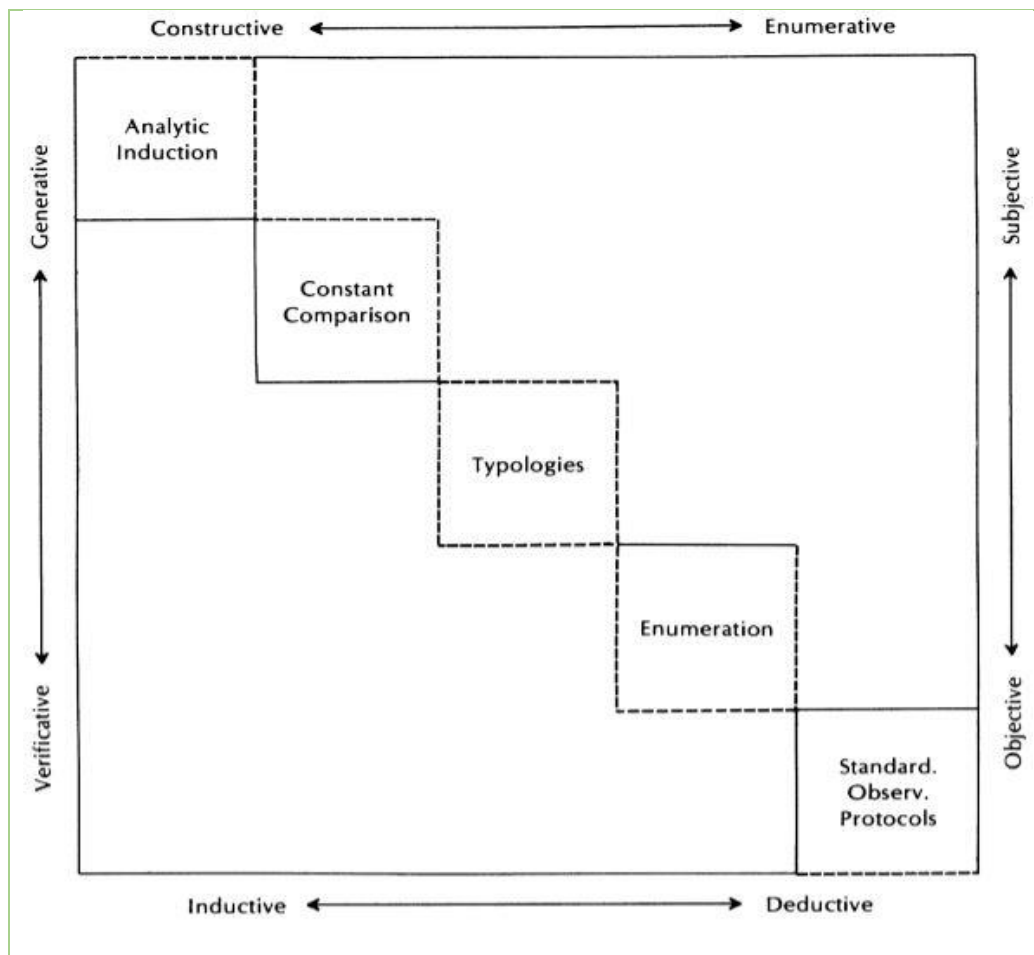 Constructive
Enumerative
Analytic
Induction
Generative
Subjective
Constant
Comparison
Typologies
Enumeration
Verificative
Objective
Standard.
Observ.
Protocols
Inductive
Deductive